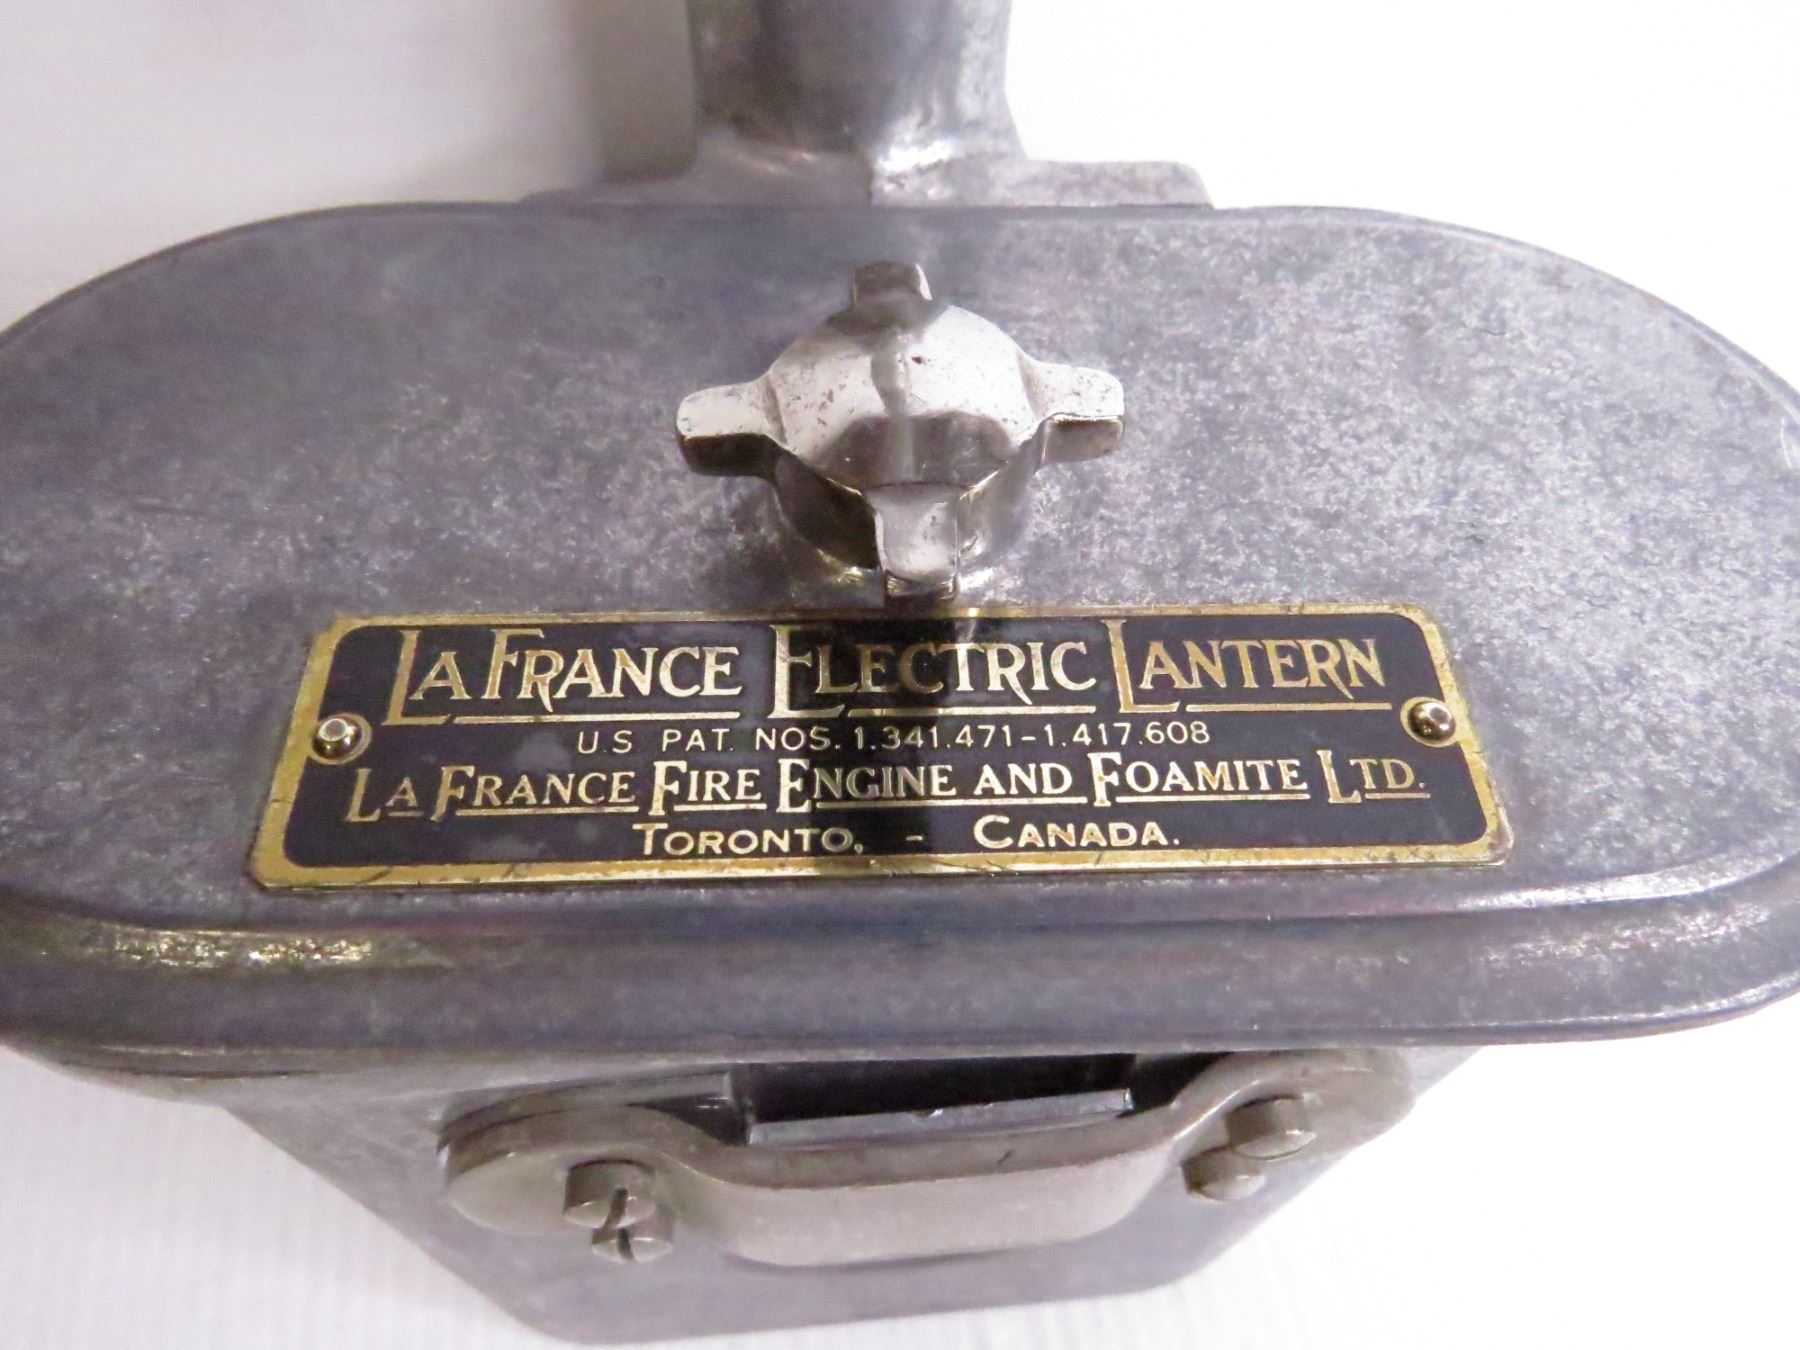 LA FRANCE ELECTRIC LANTERN
U.S PAT. NOS. 1.341.471-1.417.608
LA FRANCE FIRE ENGINE AND FOAMITE LTD.
TORONTO, - CANADA.